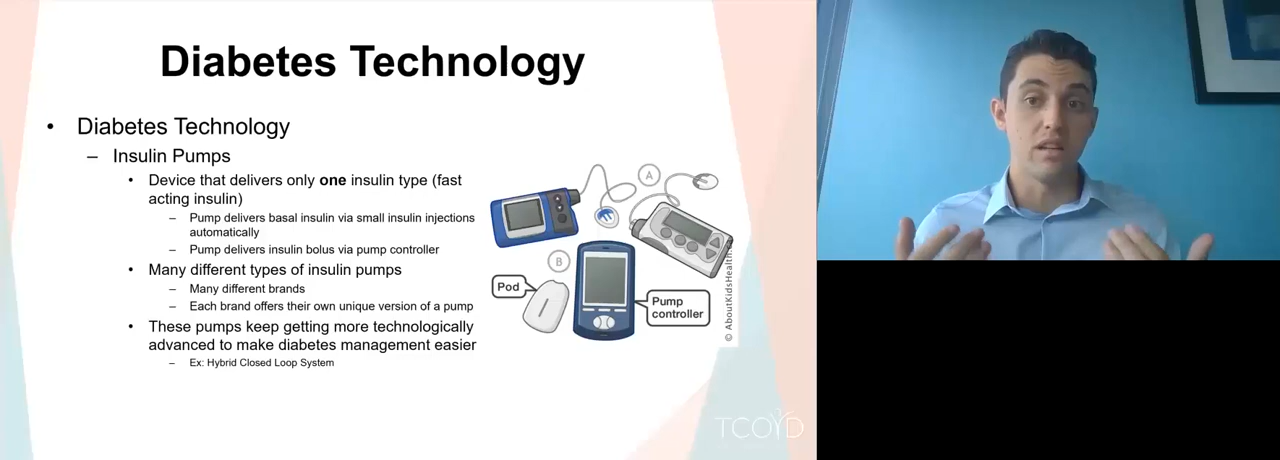 Diabetes Technology
• Diabetes Technology
– Insulin Pumps
• Device that delivers only one insulin type (fast
acting insulin)
– Pump delivers basal insulin via small insulin injections
automatically
– Pump delivers insulin bolus via pump controller
• Many different types of insulin pumps
– Many different brands
– Each brand offers their own unique version of a pump
• These pumps keep getting more technologically
advanced to make diabetes management easier
– Ex: Hybrid Closed Loop System
A
B
Pod
Pump
controller
© AboutKidsHealth.
TCOYD